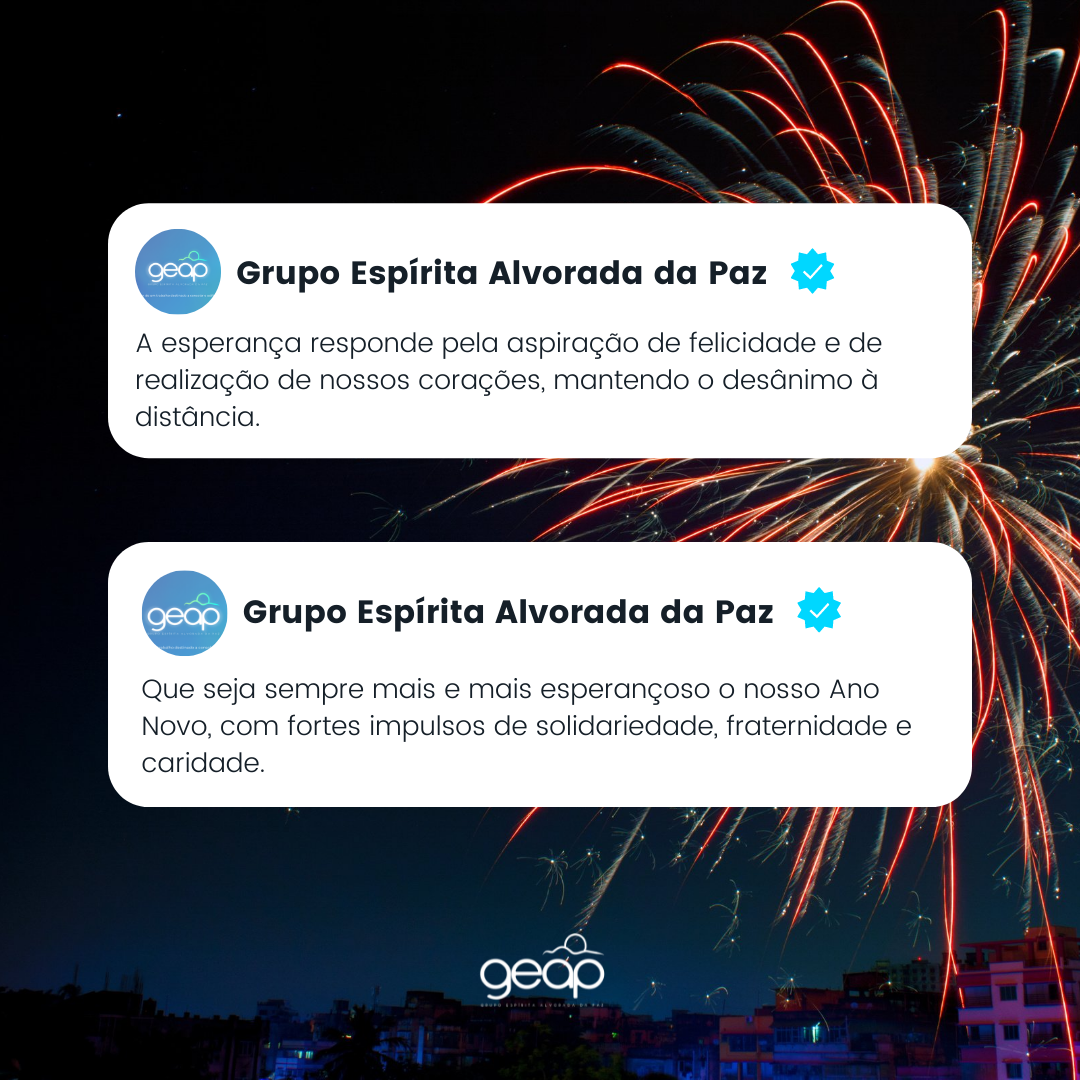 geap
Grupo Espírita Alvorada da Paz
A esperança responde pela aspiração de felicidade e de
realização de nossos corações, mantendo o desânimo à
distância.
geap
Grupo Espírita Alvorada da Paz
Que seja sempre mais e mais esperançoso o nosso Ano
Novo, com fortes impulsos de solidariedade, fraternidade e
caridade.
geap
GRUPO ESPÍRITA ALVORADA DA PAZ